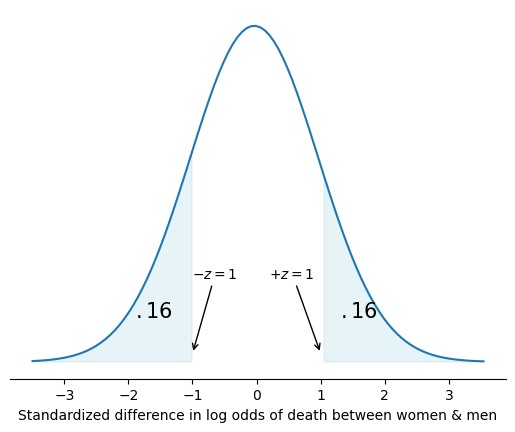 −z = 1
+z = 1
.16
.16
−3 −2 −1 0 1 2 3
Standardized difference in log odds of death between women & men